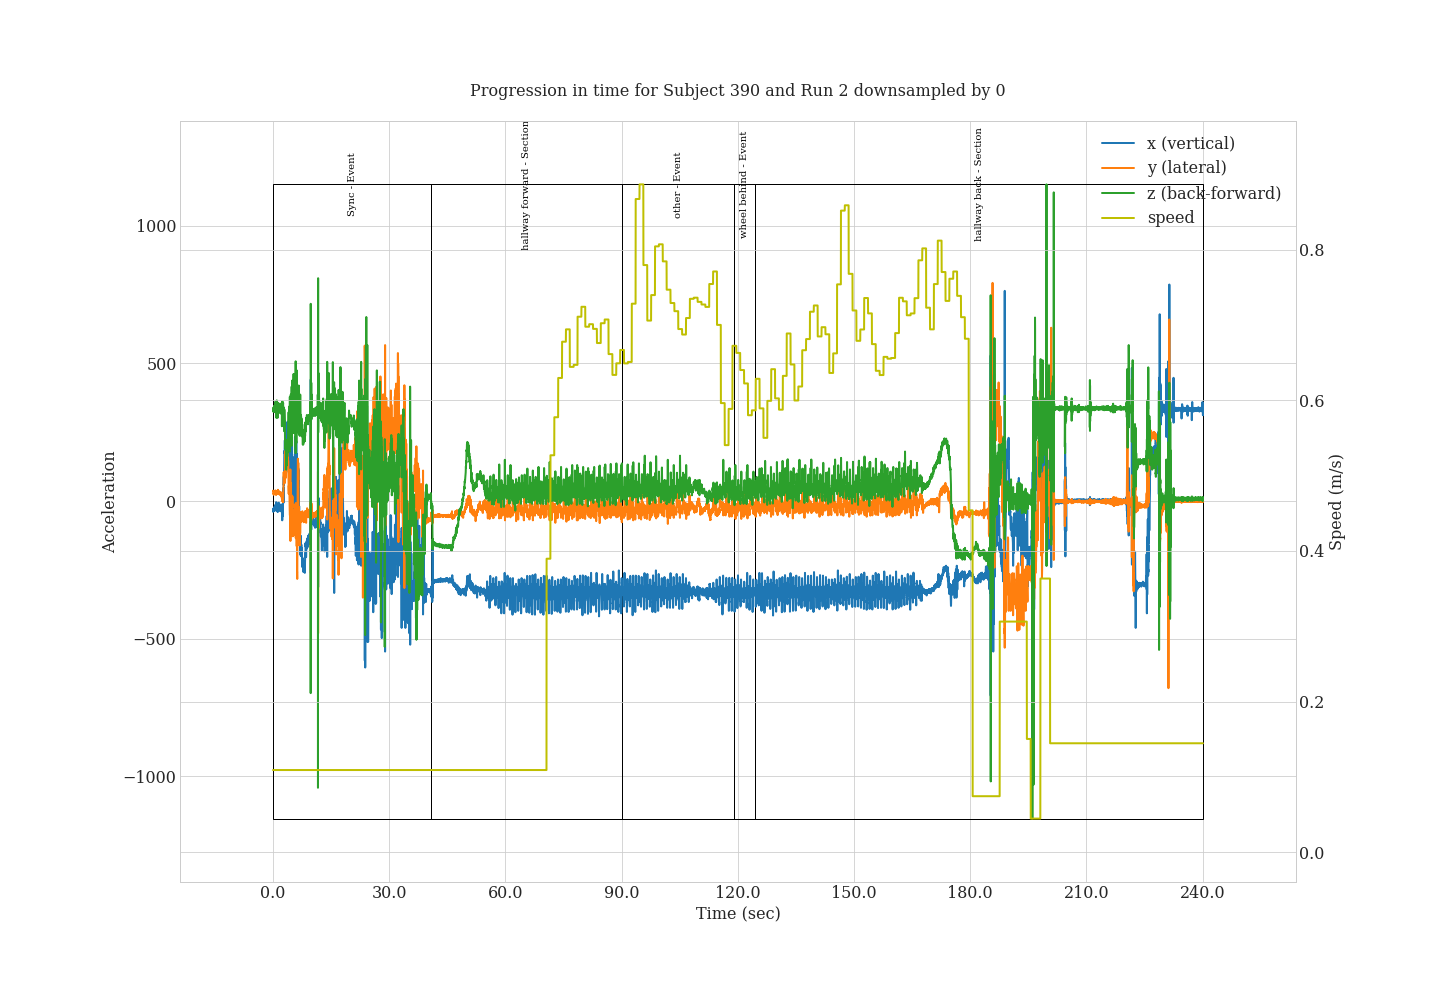 Progression in time for Subject 390 and Run 2 downsampled by 0
Sync - Event
hallway forward - Section
other - Event
wheel behind - Event
hallway back - Section
x (vertical)
y (lateral)
z (back-forward)
speed
1000
500
0
−500
−1000
Acceleration
0.8
0.6
0.4
0.2
0.0
Speed (m/s)
0.0 30.0 60.0 90.0 120.0 150.0 180.0 210.0 240.0
Time (sec)